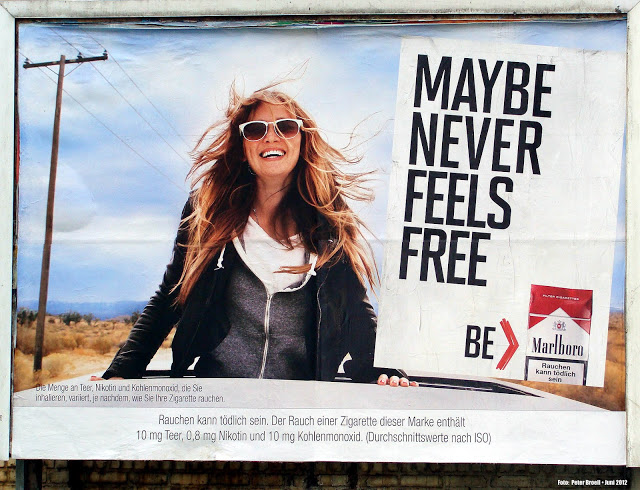 MAYBE
NEVER
FEELS
FREE
BE
FILTER CIGARETTES
Marlboro
Rauchen
kann tödlich
sein
Die Menge an Teer, Nikotin und Kohlenmonoxid, die Sie
inhalieren, variiert, je nachdem, wie Sie Ihre Zigarette rauchen.
Rauchen kann tödlich sein. Der Rauch einer Zigarette dieser Marke enthält
10 mg Teer, 0,8 mg Nikotin und 10 mg Kohlenmonoxid. (Durchschnittswerte nach ISO)
Foto: Peter Broell • Juni 2012